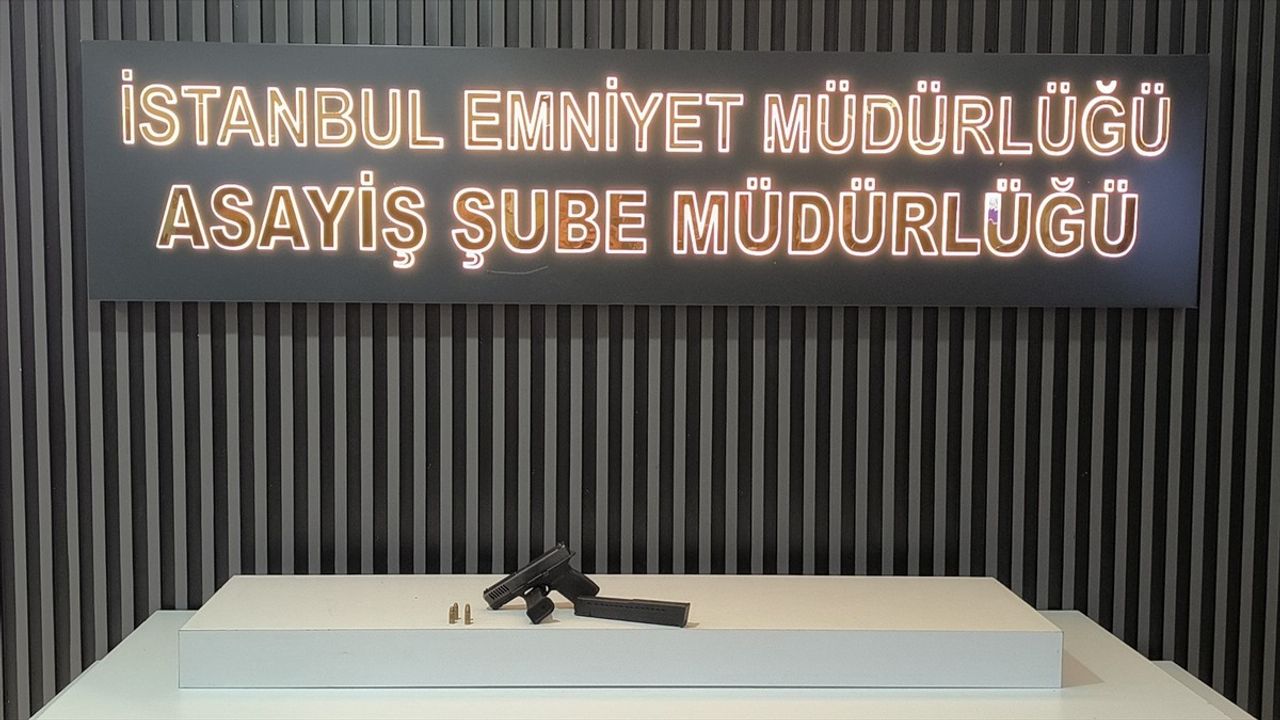 İSTANBUL EMNİYET MÜDÜRLÜĞÜ
ASAYİŞ ŞUBE MÜDÜRLÜĞÜ